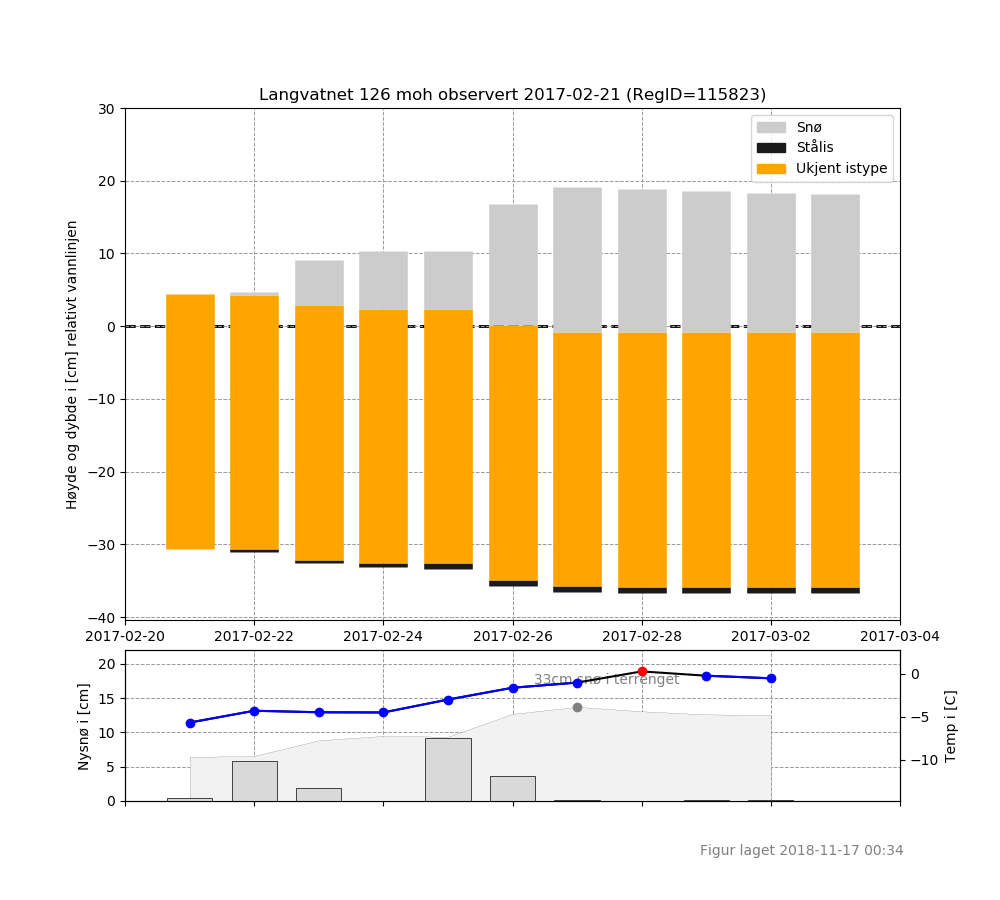 Langvatnet 126 moh observert 2017-02-21 (RegID=115823)
Snø
Stålis
Ukjent istype
Høyde og dybde i [cm] relativt vannlinjen
30
20
10
0
−10
−20
−30
−40
2017-02-20 2017-02-22 2017-02-24 2017-02-26 2017-02-28 2017-03-02 2017-03-04
Nysnø i [cm]
20
15
10
5
0
33cm snø i terrenget
0
−5
−10
Temp i [C]
Figur laget 2018-11-17 00:34